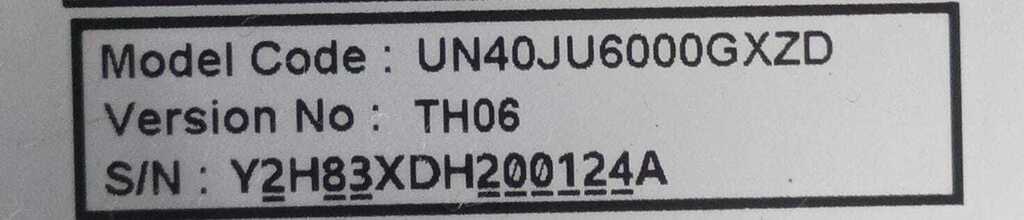 Model Code : UN40JU6000GXZD
Version No : TH06
S/N : Y2H83XDH200124A